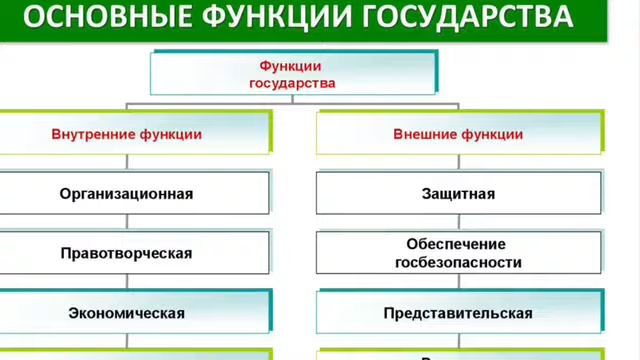 ОСНОВНЫЕ ФУНКЦИИ ГОСУДАРСТВА
Функции
государства
Внутренние функции
Внешние функции
Организационная
Защитная
Правотворческая
Обеспечение
госбезопасности
Экономическая
Представительская